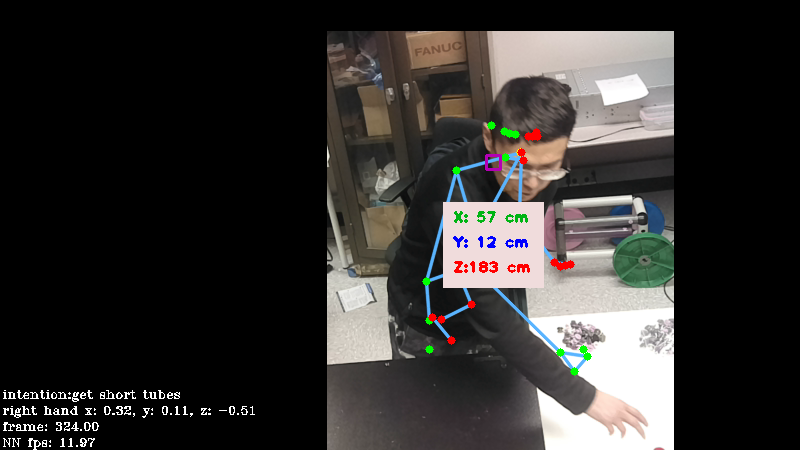 FANUC
X: 57 cm
Y: 12 cm
Z:183 cm
intention:get short tubes
right hand x: 0.32, y: 0.11, z: -0.51
frame: 324.00
NN fps: 11.97